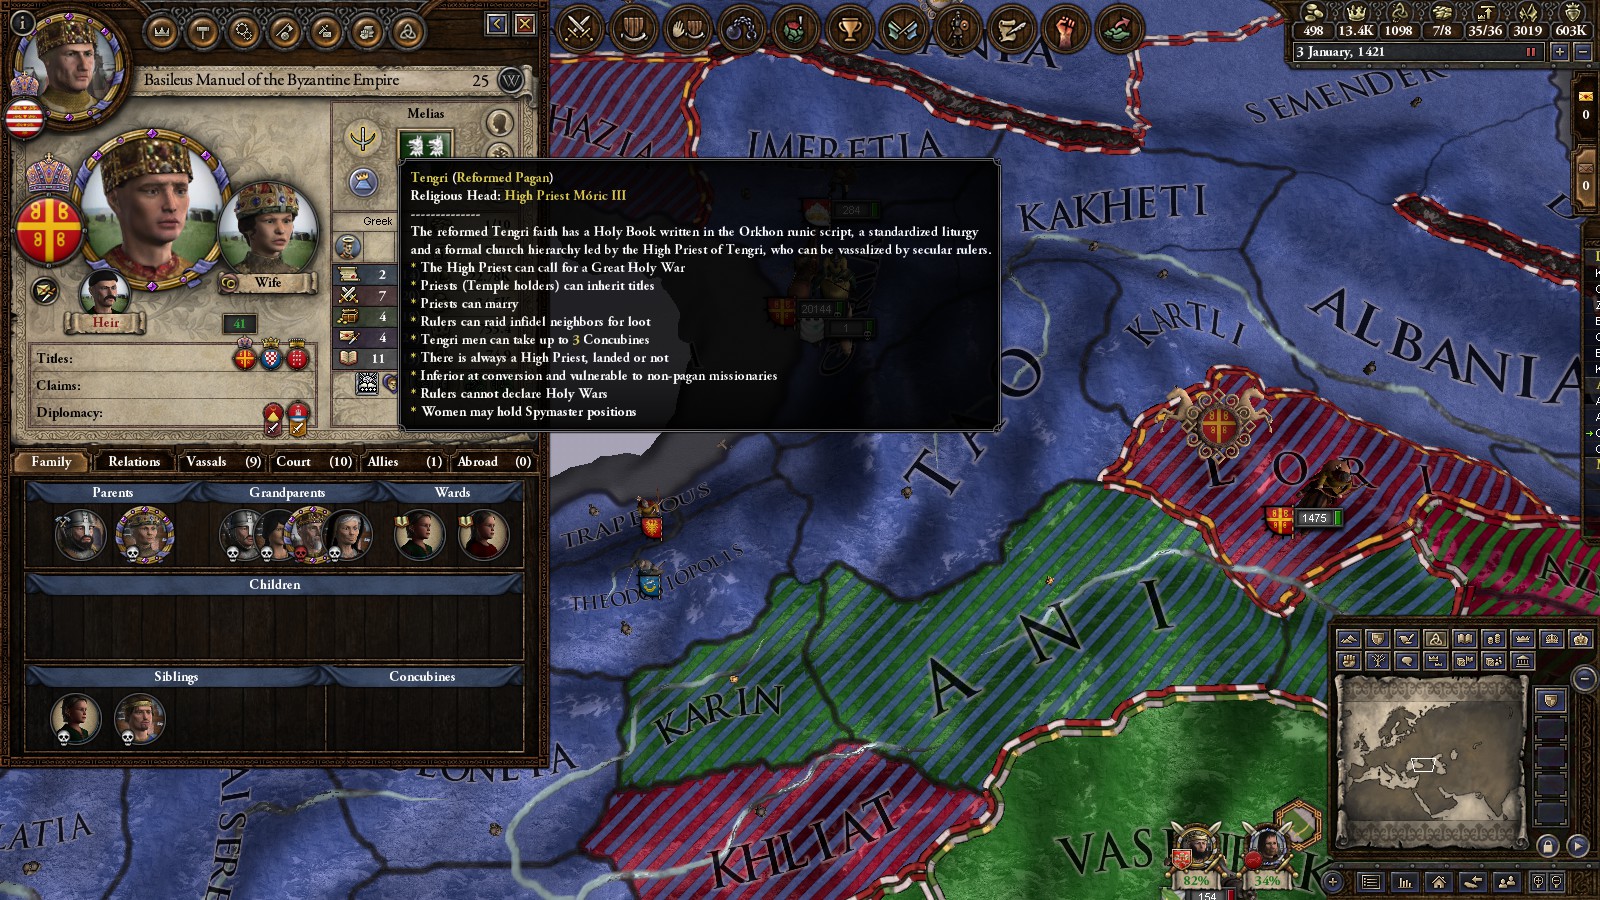 498 13.4K 1098 7/8 35/36 3019 603K
3 January, 1421
0
0
Basileus Manuel of the Byzantine Empire 25
Melias
Greek
Wife
Heir
41
2
7
4
4
11
Titles:
Claims:
Diplomacy:
Tengri (Reformed Pagan)
Religious Head: High Priest Móric III
--------------
The reformed Tengri faith has a Holy Book written in the Orkhon runic script, a standardized liturgy
and a formal church hierarchy led by the High Priest of Tengri, who can be vassalized by secular rulers.
* The High Priest can call for a Great Holy War
* Priests (Temple holders) can inherit titles
* Priests can marry
* Rulers can raid infidel neighbors for loot
* Tengri men can take up to 3 Concubines
* There is always a High Priest, landed or not
* Inferior at conversion and vulnerable to non-pagan missionaries
* Rulers cannot declare Holy Wars
* Women may hold Spymaster positions
284
20144
1
Family Relations Vassals (9) Court (10) Allies (1) Abroad (0)
Parents Grandparents Wards
Children
Siblings Concubines
SEMENDER
IMERETIA
KAKHETI
KARTLI
ALBANIA
LORI
1475
ANI
KARIN
KHLIAT
82%
34%
154